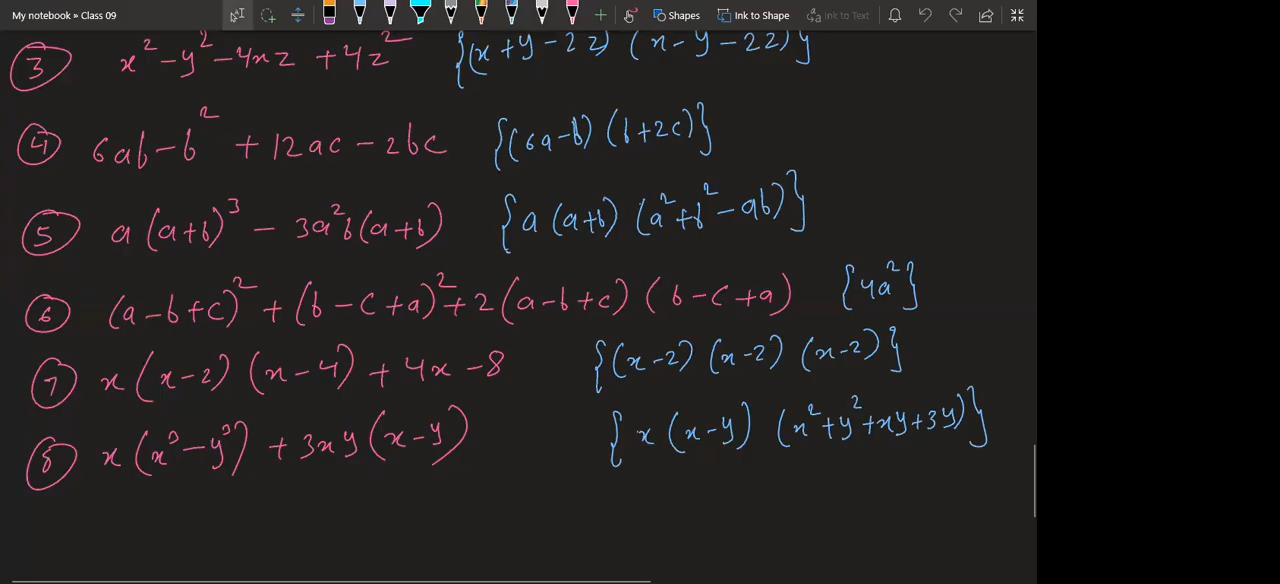 My notebook » Class 09
Shapes Ink to Shape Ink to Text
③ x² - y² - 4xz + 4z² {(x + y - 2z) (x - y - 2z)}
④ 6ab - b² + 12ac - 2bc {(6a - b) (b + 2c)}
⑤ a (a+b)³ - 3a²b(a+b) {a (a+b) (a² + b² - ab)}
⑥ (a - b + c)² + (b - c + a)² + 2 (a - b + c) (b - c + a) {4a²}
⑦ x (x - 2) (x - 4) + 4x - 8 {(x - 2) (x - 2) (x - 2)}
⑧ x (x³ - y³) + 3xy (x - y) {x (x - y) (x² + y² + xy + 3y)}